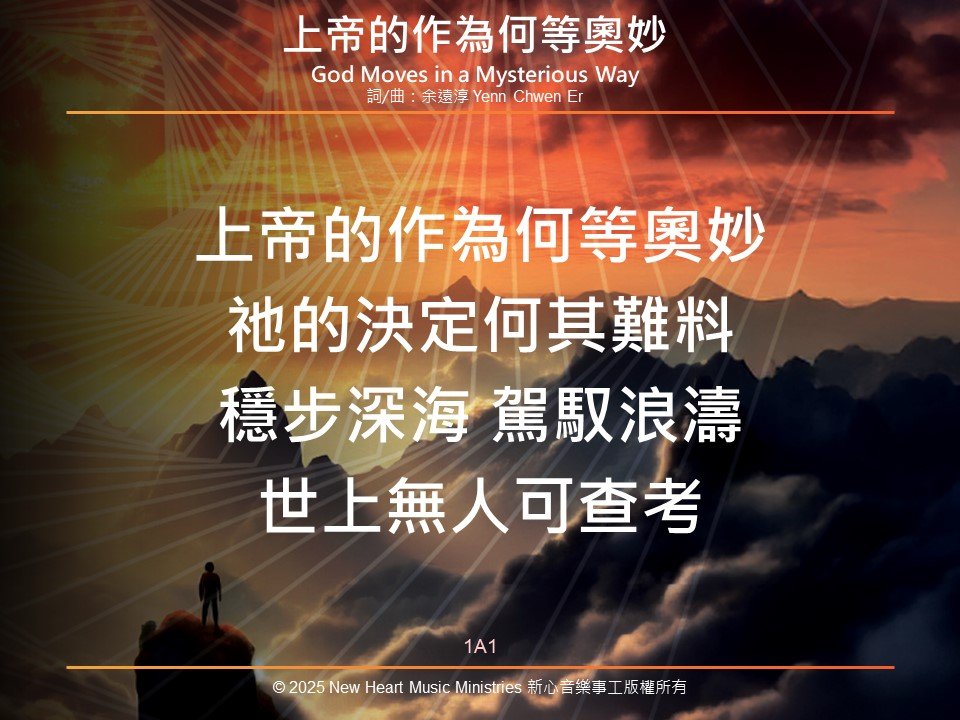 上帝的作為何等奧妙
God Moves in a Mysterious Way
詞/曲：余遠淳 Yenn Chwen Er
上帝的作為何等奧妙
祂的決定何其難料
穩步深海 駕馭浪濤
世上無人可查考
1A1
© 2025 New Heart Music Ministries 新心音樂事工版權所有